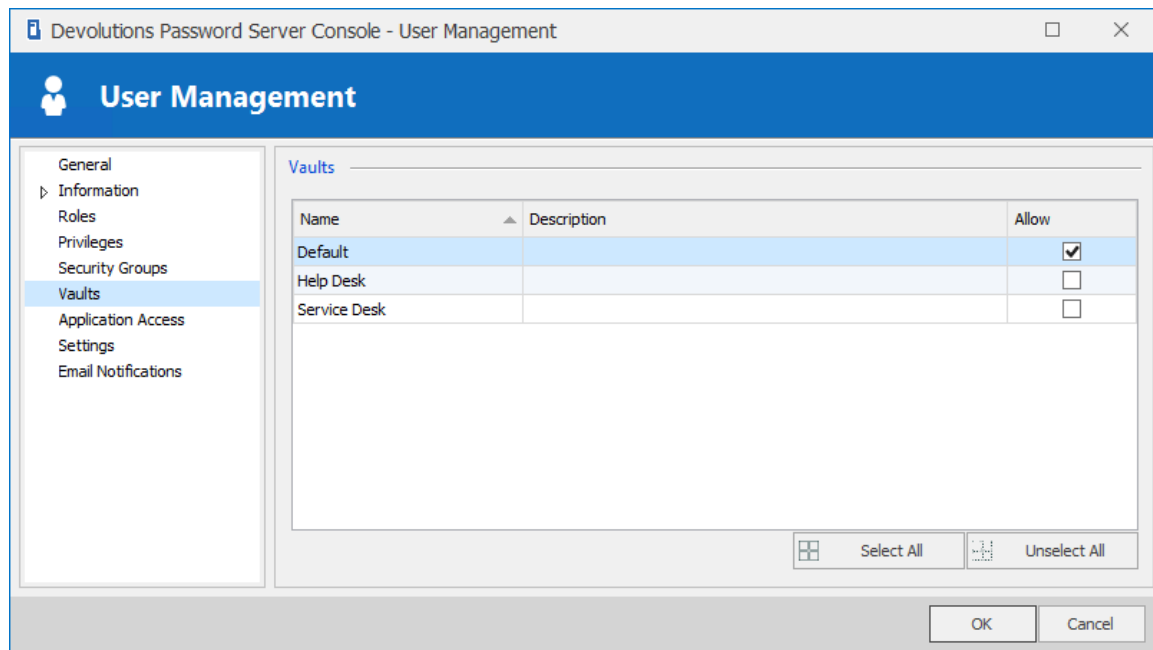 Devolutions Password Server Console - User Management
User Management
General
Information
Roles
Privileges
Security Groups
Vaults
Application Access
Settings
Email Notifications
Vaults
Name Description Allow
Default
Help Desk
Service Desk
Select All Unselect All
OK Cancel